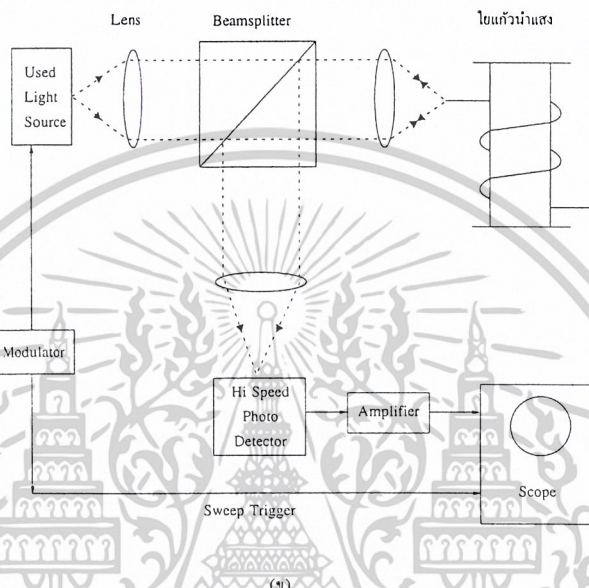 Lens
Beamsplitter
ใยแก้วนำแสง
Used
Light
Source
Modulator
Hi Speed
Photo
Detector
Amplifier
Scope
Sweep Trigger
(ข)